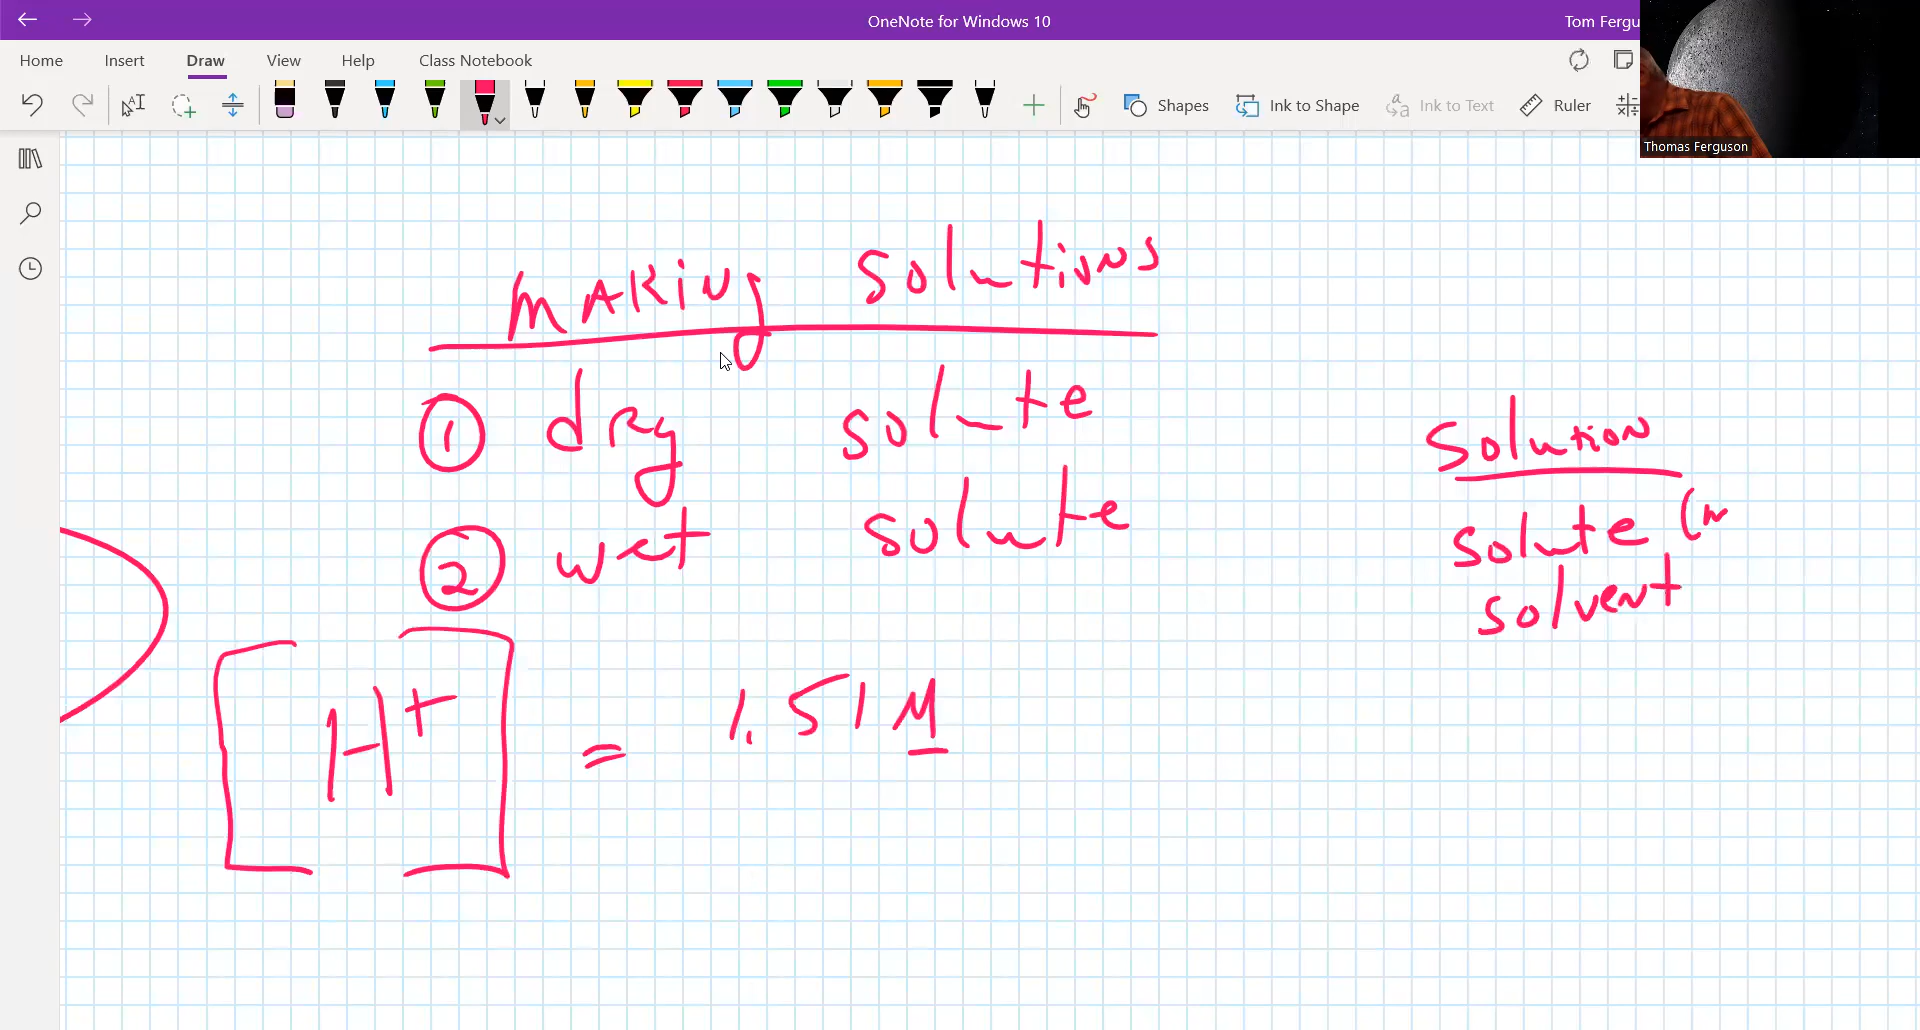 OneNote for Windows 10
Tom Fergu
Home Insert Draw View Help Class Notebook
Shapes Ink to Shape Ink to Text Ruler
Thomas Ferguson
Making Solutions
① dry solute
② wet solute
Solution
solute (
solvent
[H+] = 1.51 M